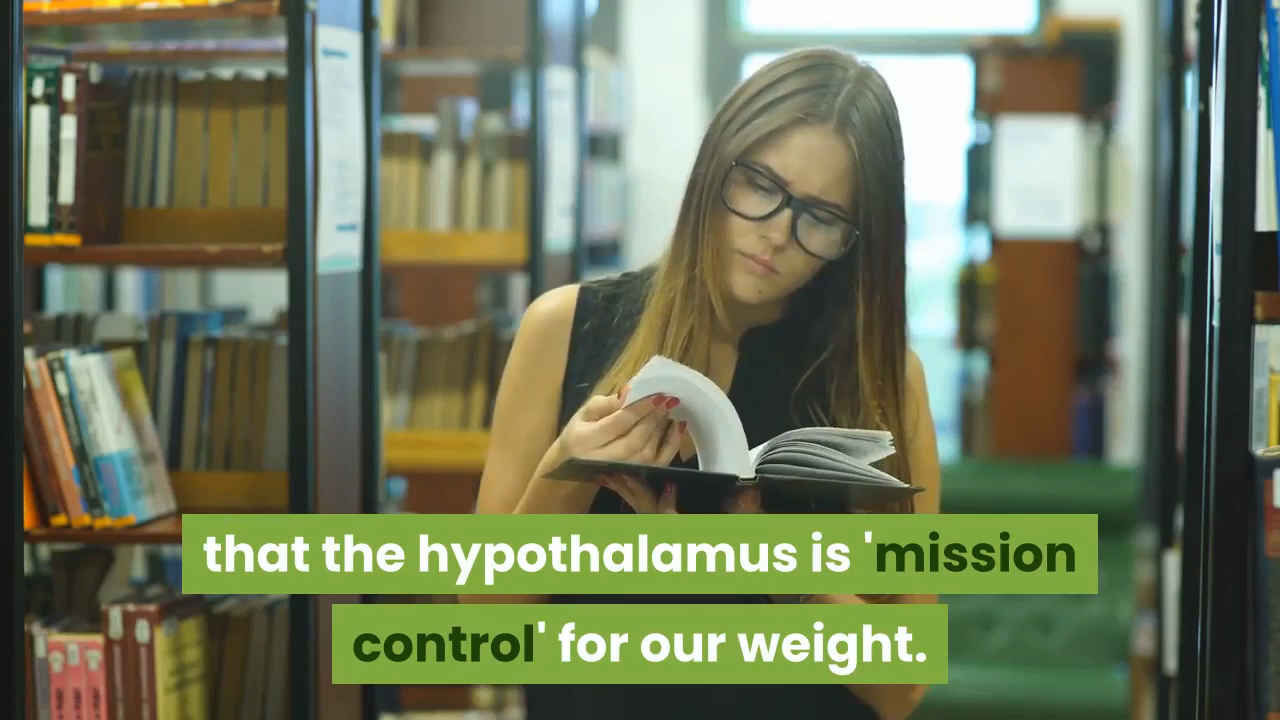 that the hypothalamus is 'mission
control' for our weight.